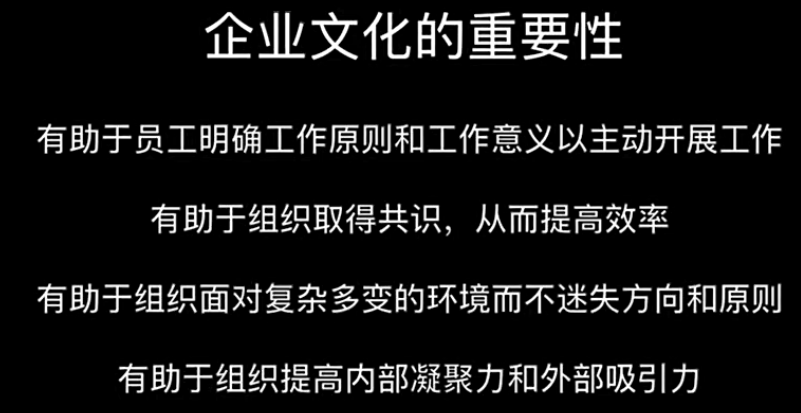 企业文化的重要性
有助于员工明确工作原则和工作意义以主动开展工作
有助于组织取得共识，从而提高效率
有助于组织面对复杂多变的环境而不迷失方向和原则
有助于组织提高内部凝聚力和外部吸引力